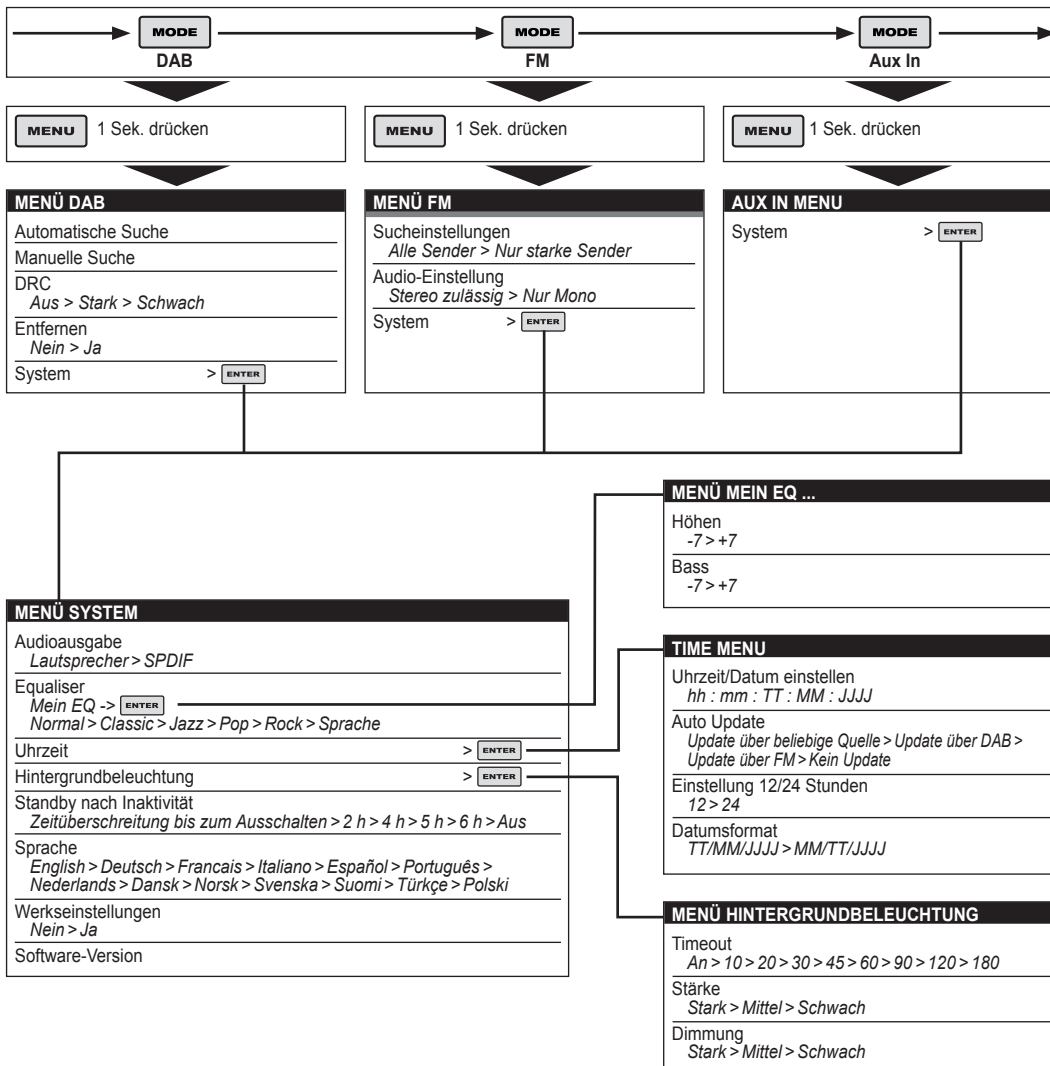 MODE
DAB
MODE
FM
MODE
Aux In
MENU 1 Sek. drücken
MENU 1 Sek. drücken
MENU 1 Sek. drücken
MENÜ DAB
Automatische Suche
Manuelle Suche
DRC
Aus > Stark > Schwach
Entfernen
Nein > Ja
System > ENTER
MENÜ FM
Sucheinstellungen
Alle Sender > Nur starke Sender
Audio-Einstellung
Stereo zulässig > Nur Mono
System > ENTER
AUX IN MENU
System > ENTER
MENÜ MEIN EQ ...
Höhen
-7 > +7
Bass
-7 > +7
MENÜ SYSTEM
Audioausgabe
Lautsprecher > SPDIF
Equaliser
Mein EQ -> ENTER
Normal > Classic > Jazz > Pop > Rock > Sprache
Uhrzeit > ENTER
Hintergrundbeleuchtung > ENTER
Standby nach Inaktivität
Zeitüberschreitung bis zum Ausschalten > 2 h > 4 h > 5 h > 6 h > Aus
Sprache
English > Deutsch > Francais > Italiano > Español > Português >
Nederlands > Dansk > Norsk > Svenska > Suomi > Türkçe > Polski
Werkseinstellungen
Nein > Ja
Software-Version
TIME MENU
Uhrzeit/Datum einstellen
hh : mm : TT : MM : JJJJ
Auto Update
Update über beliebige Quelle > Update über DAB >
Update über FM > Kein Update
Einstellung 12/24 Stunden
12 > 24
Datumsformat
TT/MM/JJJJ > MM/TT/JJJJ
MENÜ HINTERGRUNDBELEUCHTUNG
Timeout
An > 10 > 20 > 30 > 45 > 60 > 90 > 120 > 180
Stärke
Stark > Mittel > Schwach
Dimmung
Stark > Mittel > Schwach